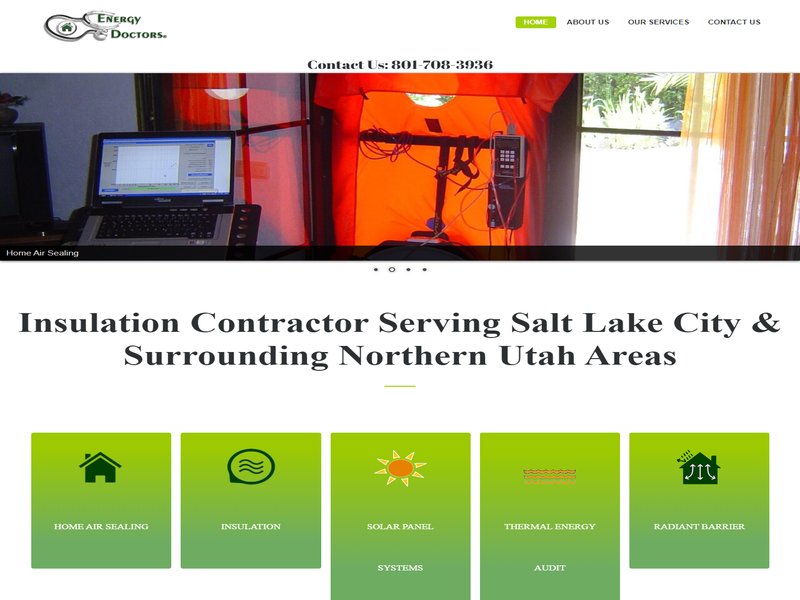 ENERGY
DOCTORS
HOME ABOUT US OUR SERVICES CONTACT US
Contact Us: 801-708-3936
Home Air Sealing
Insulation Contractor Serving Salt Lake City &
Surrounding Northern Utah Areas
HOME AIR SEALING
INSULATION
SOLAR PANEL
SYSTEMS
THERMAL ENERGY
AUDIT
RADIANT BARRIER